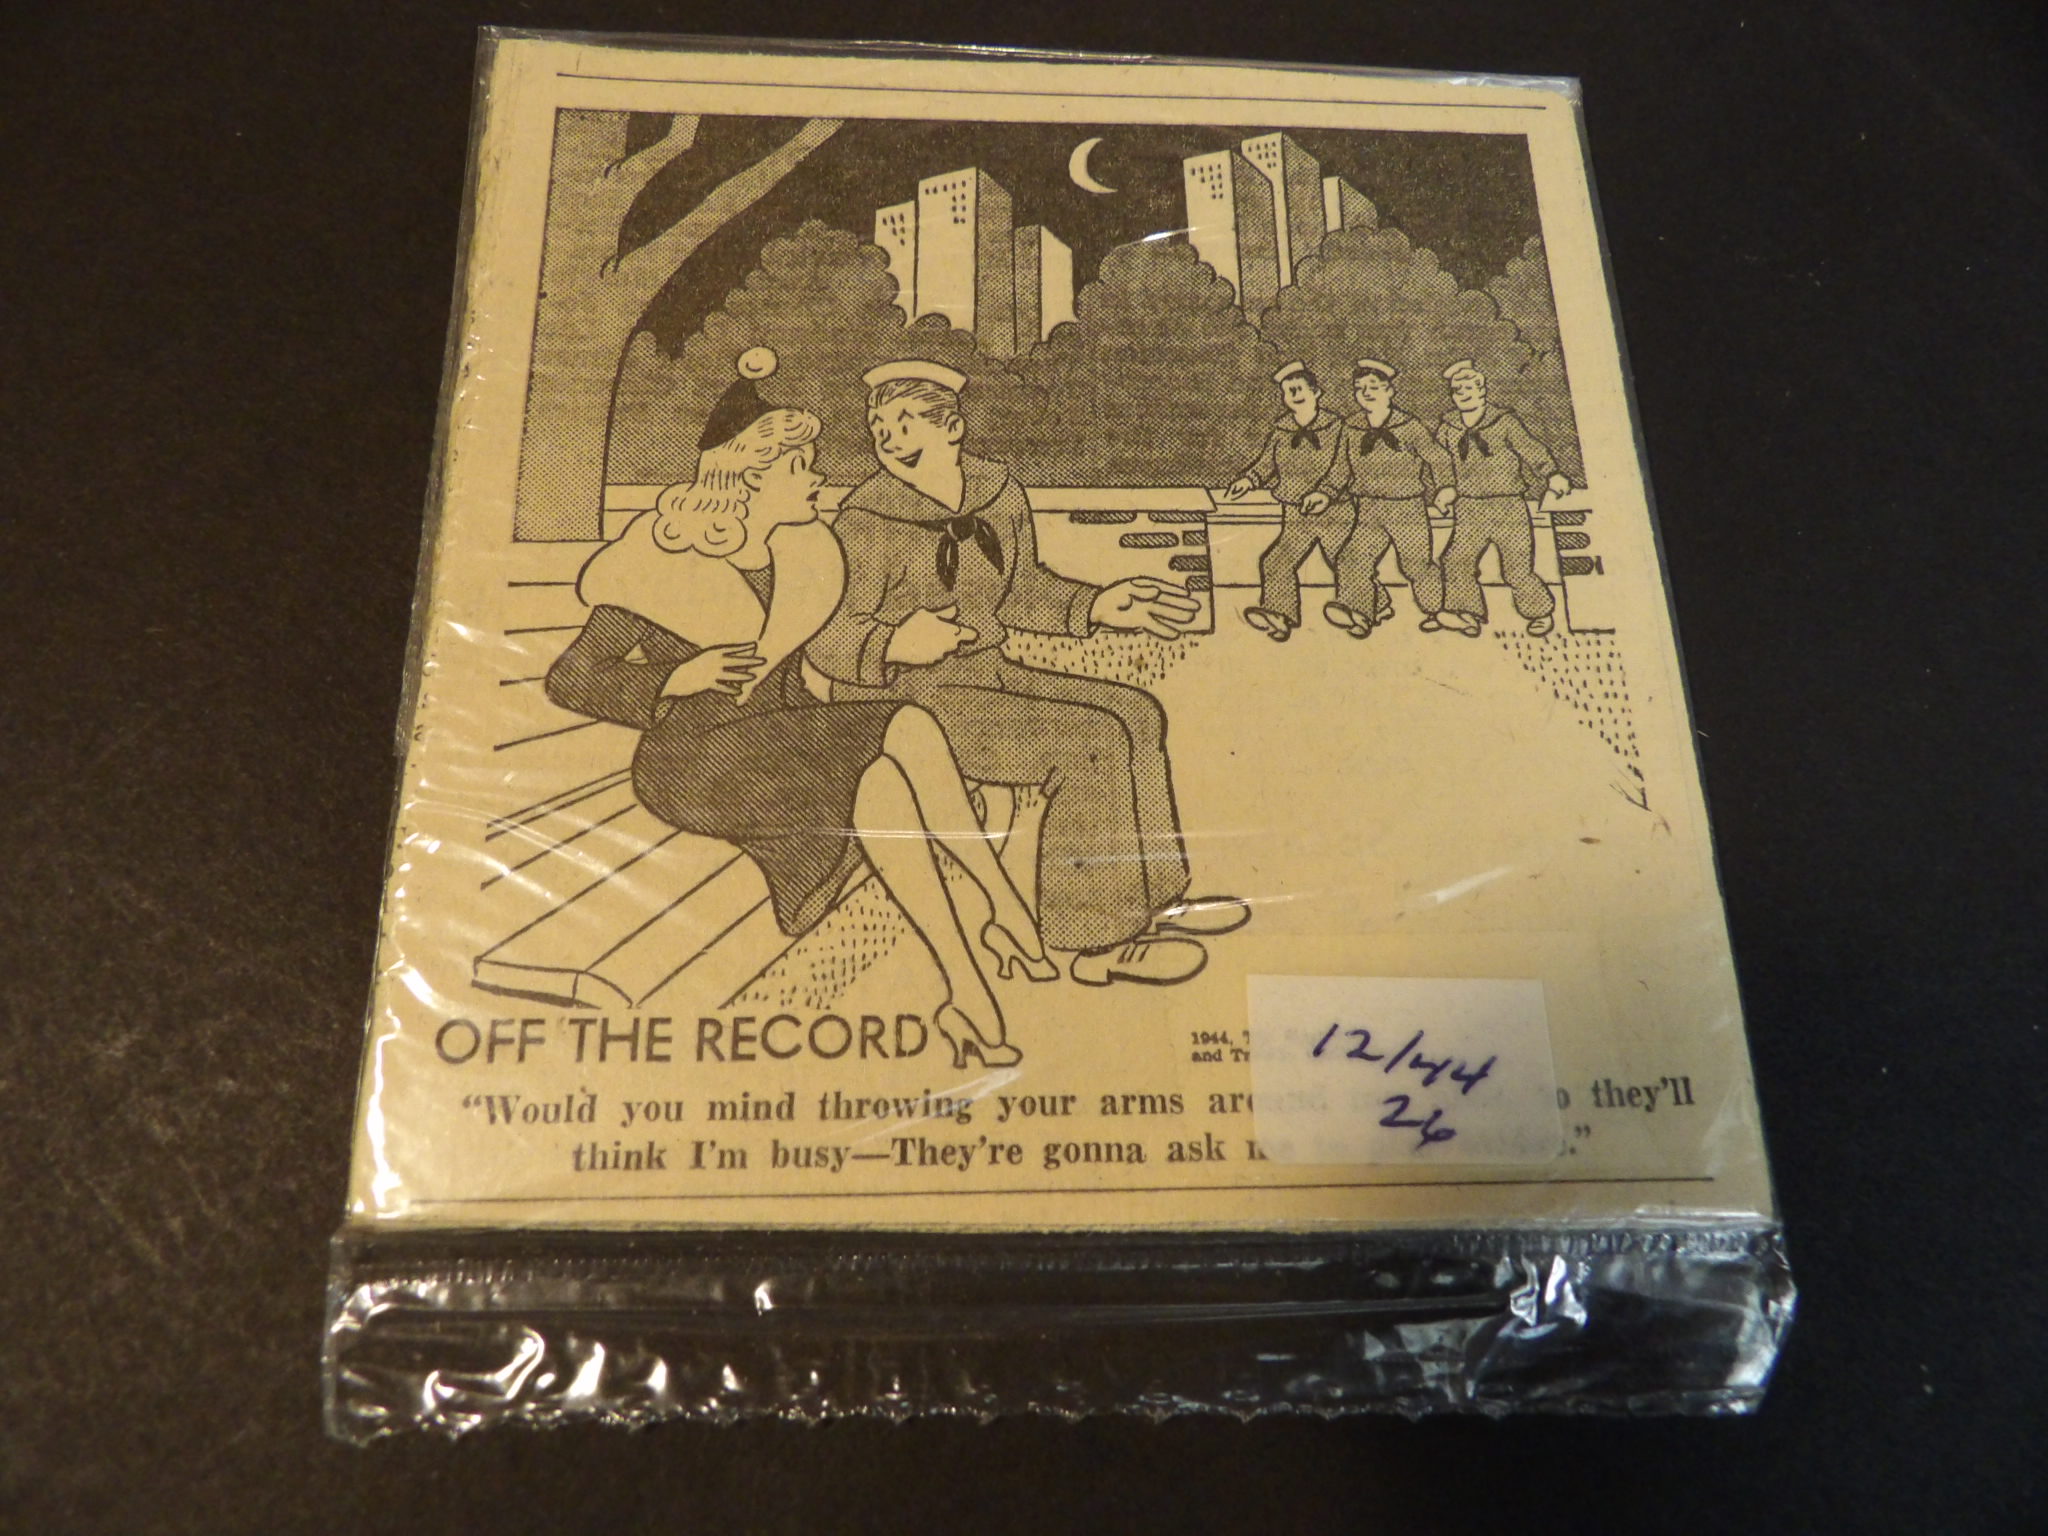 OFF THE RECORD
1944,
and
12/44
26
"Would you mind throwing your arms they'll
think I'm busy—They're gonna ask